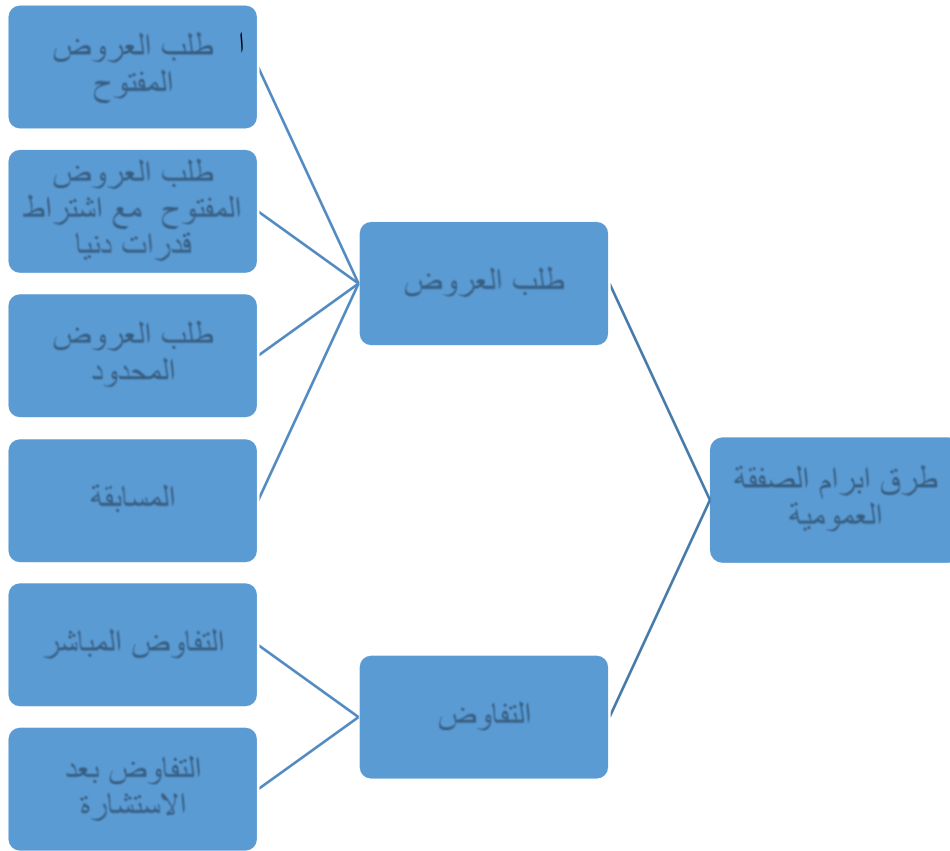 طرق ابرام الصفقة
العمومية
طلب العروض
ا
طلب العروض
المفتوح
طلب العروض
المفتوح مع اشتراط
قدرات دنيا
طلب العروض
المحدود
المسابقة
التفاوض
التفاوض المباشر
التفاوض بعد
الاستشارة